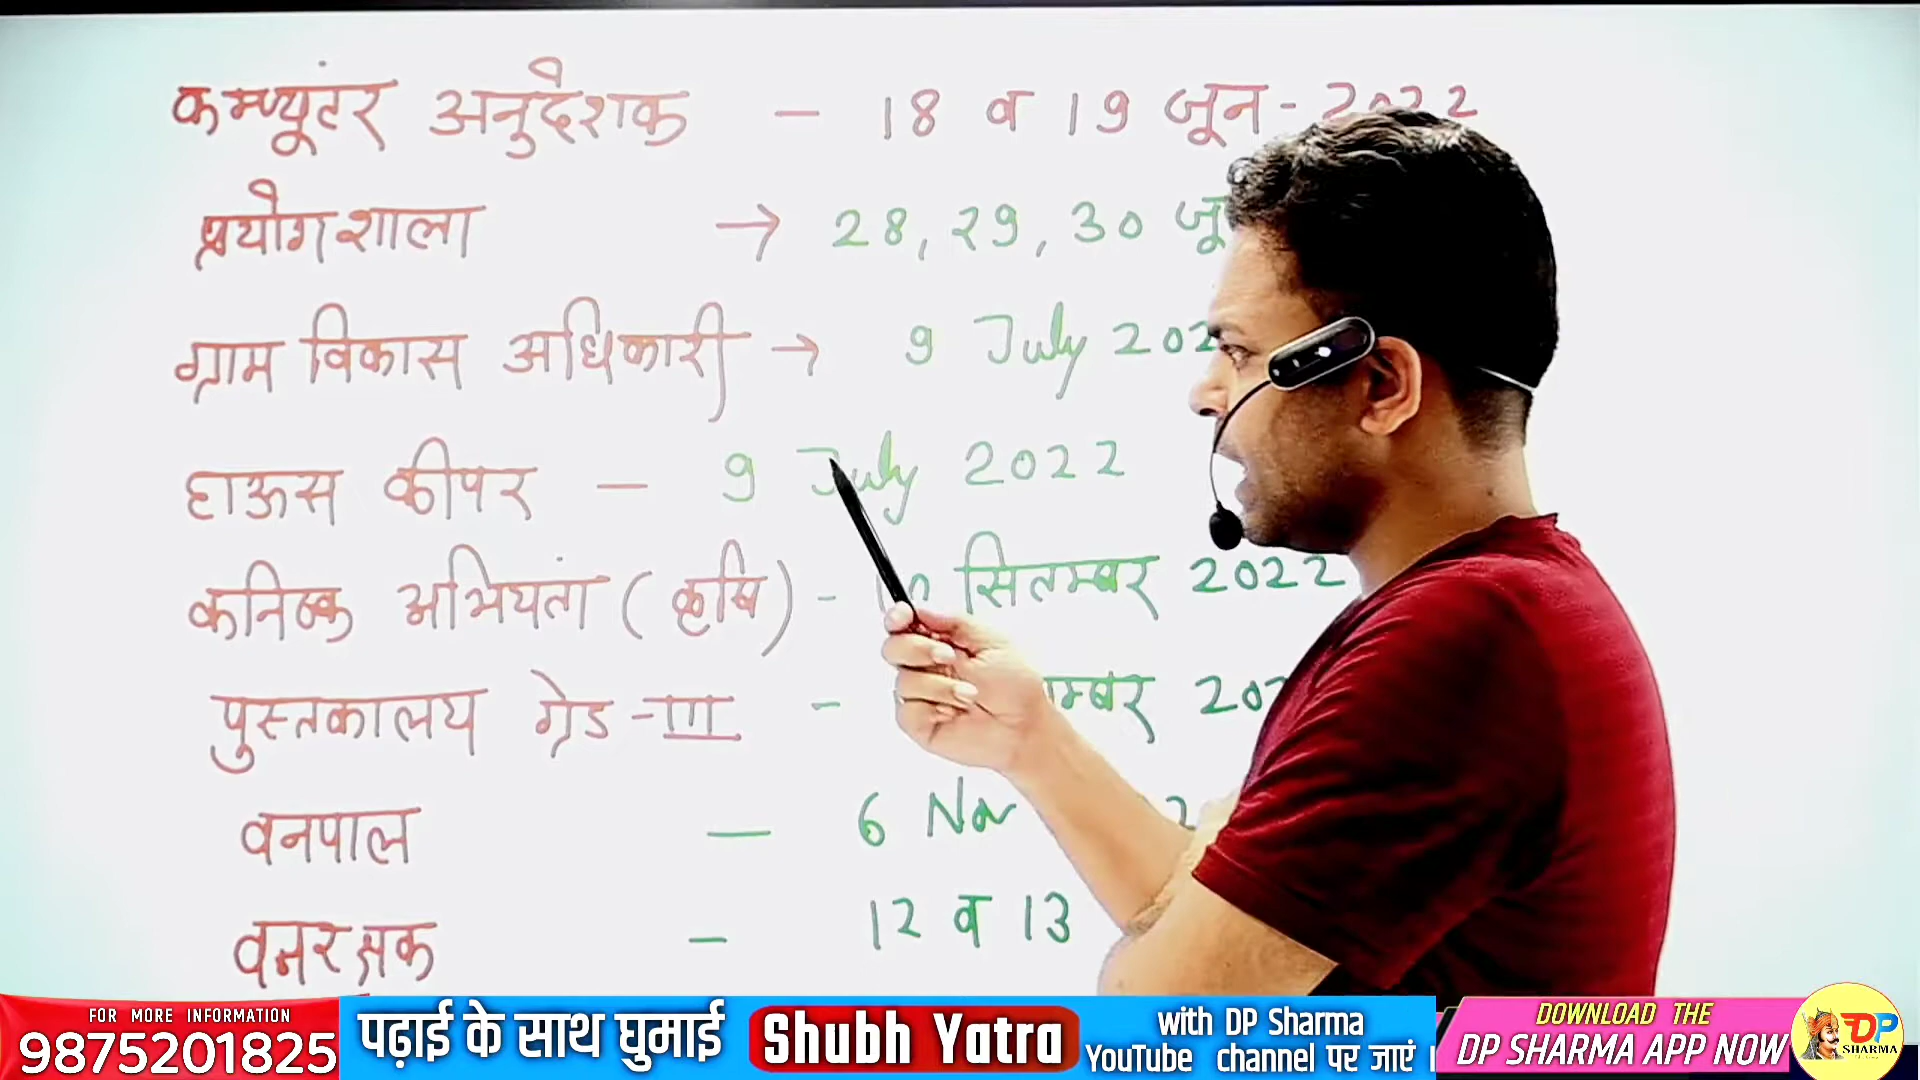 कम्प्यूटर अनुदेशक - 18 व 19 जून - 2022
प्रयोगशाला → 28, 29, 30
ग्राम विकास अधिकारी → 9 July
हाऊस कीपर - 9 July 2022
कनिष्क अभियंता (कृषि) - सितम्बर 2022
पुस्तकालय ग्रेड - III -
वनपाल — 6 Nov
वनरक्षक - 12 व 13
FOR MORE INFORMATION
9875201825
पढ़ाई के साथ घुमाई
Shubh Yatra
with DP Sharma
YouTube channel पर जाएं ।
DOWNLOAD THE
DP SHARMA APP NOW
DP
SHARMA